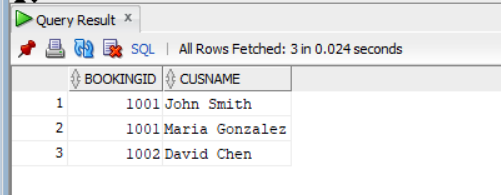 Query Result x
SQL | All Rows Fetched: 3 in 0.024 seconds
BOOKINGID CUSNAME
1 1001 John Smith
2 1001 Maria Gonzalez
3 1002 David Chen